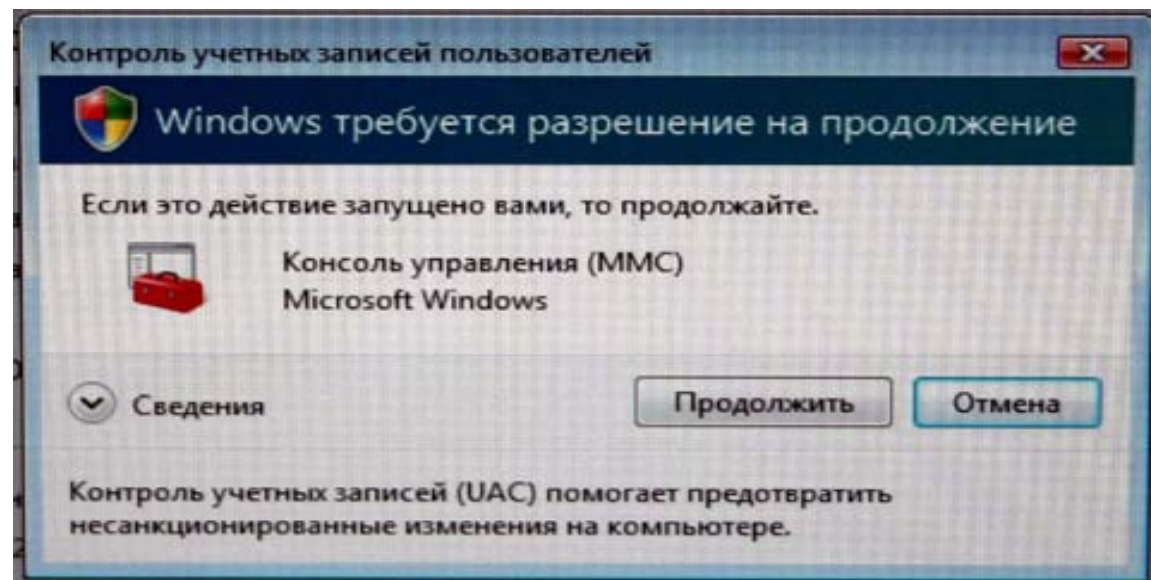 Контроль учетных записей пользователей
Windows требуется разрешение на продолжение
Если это действие запущено вами, то продолжайте.
Консоль управления (MMC)
Microsoft Windows
Сведения
Продолжить
Отмена
Контроль учетных записей (UAC) помогает предотвратить
несанкционированные изменения на компьютере.